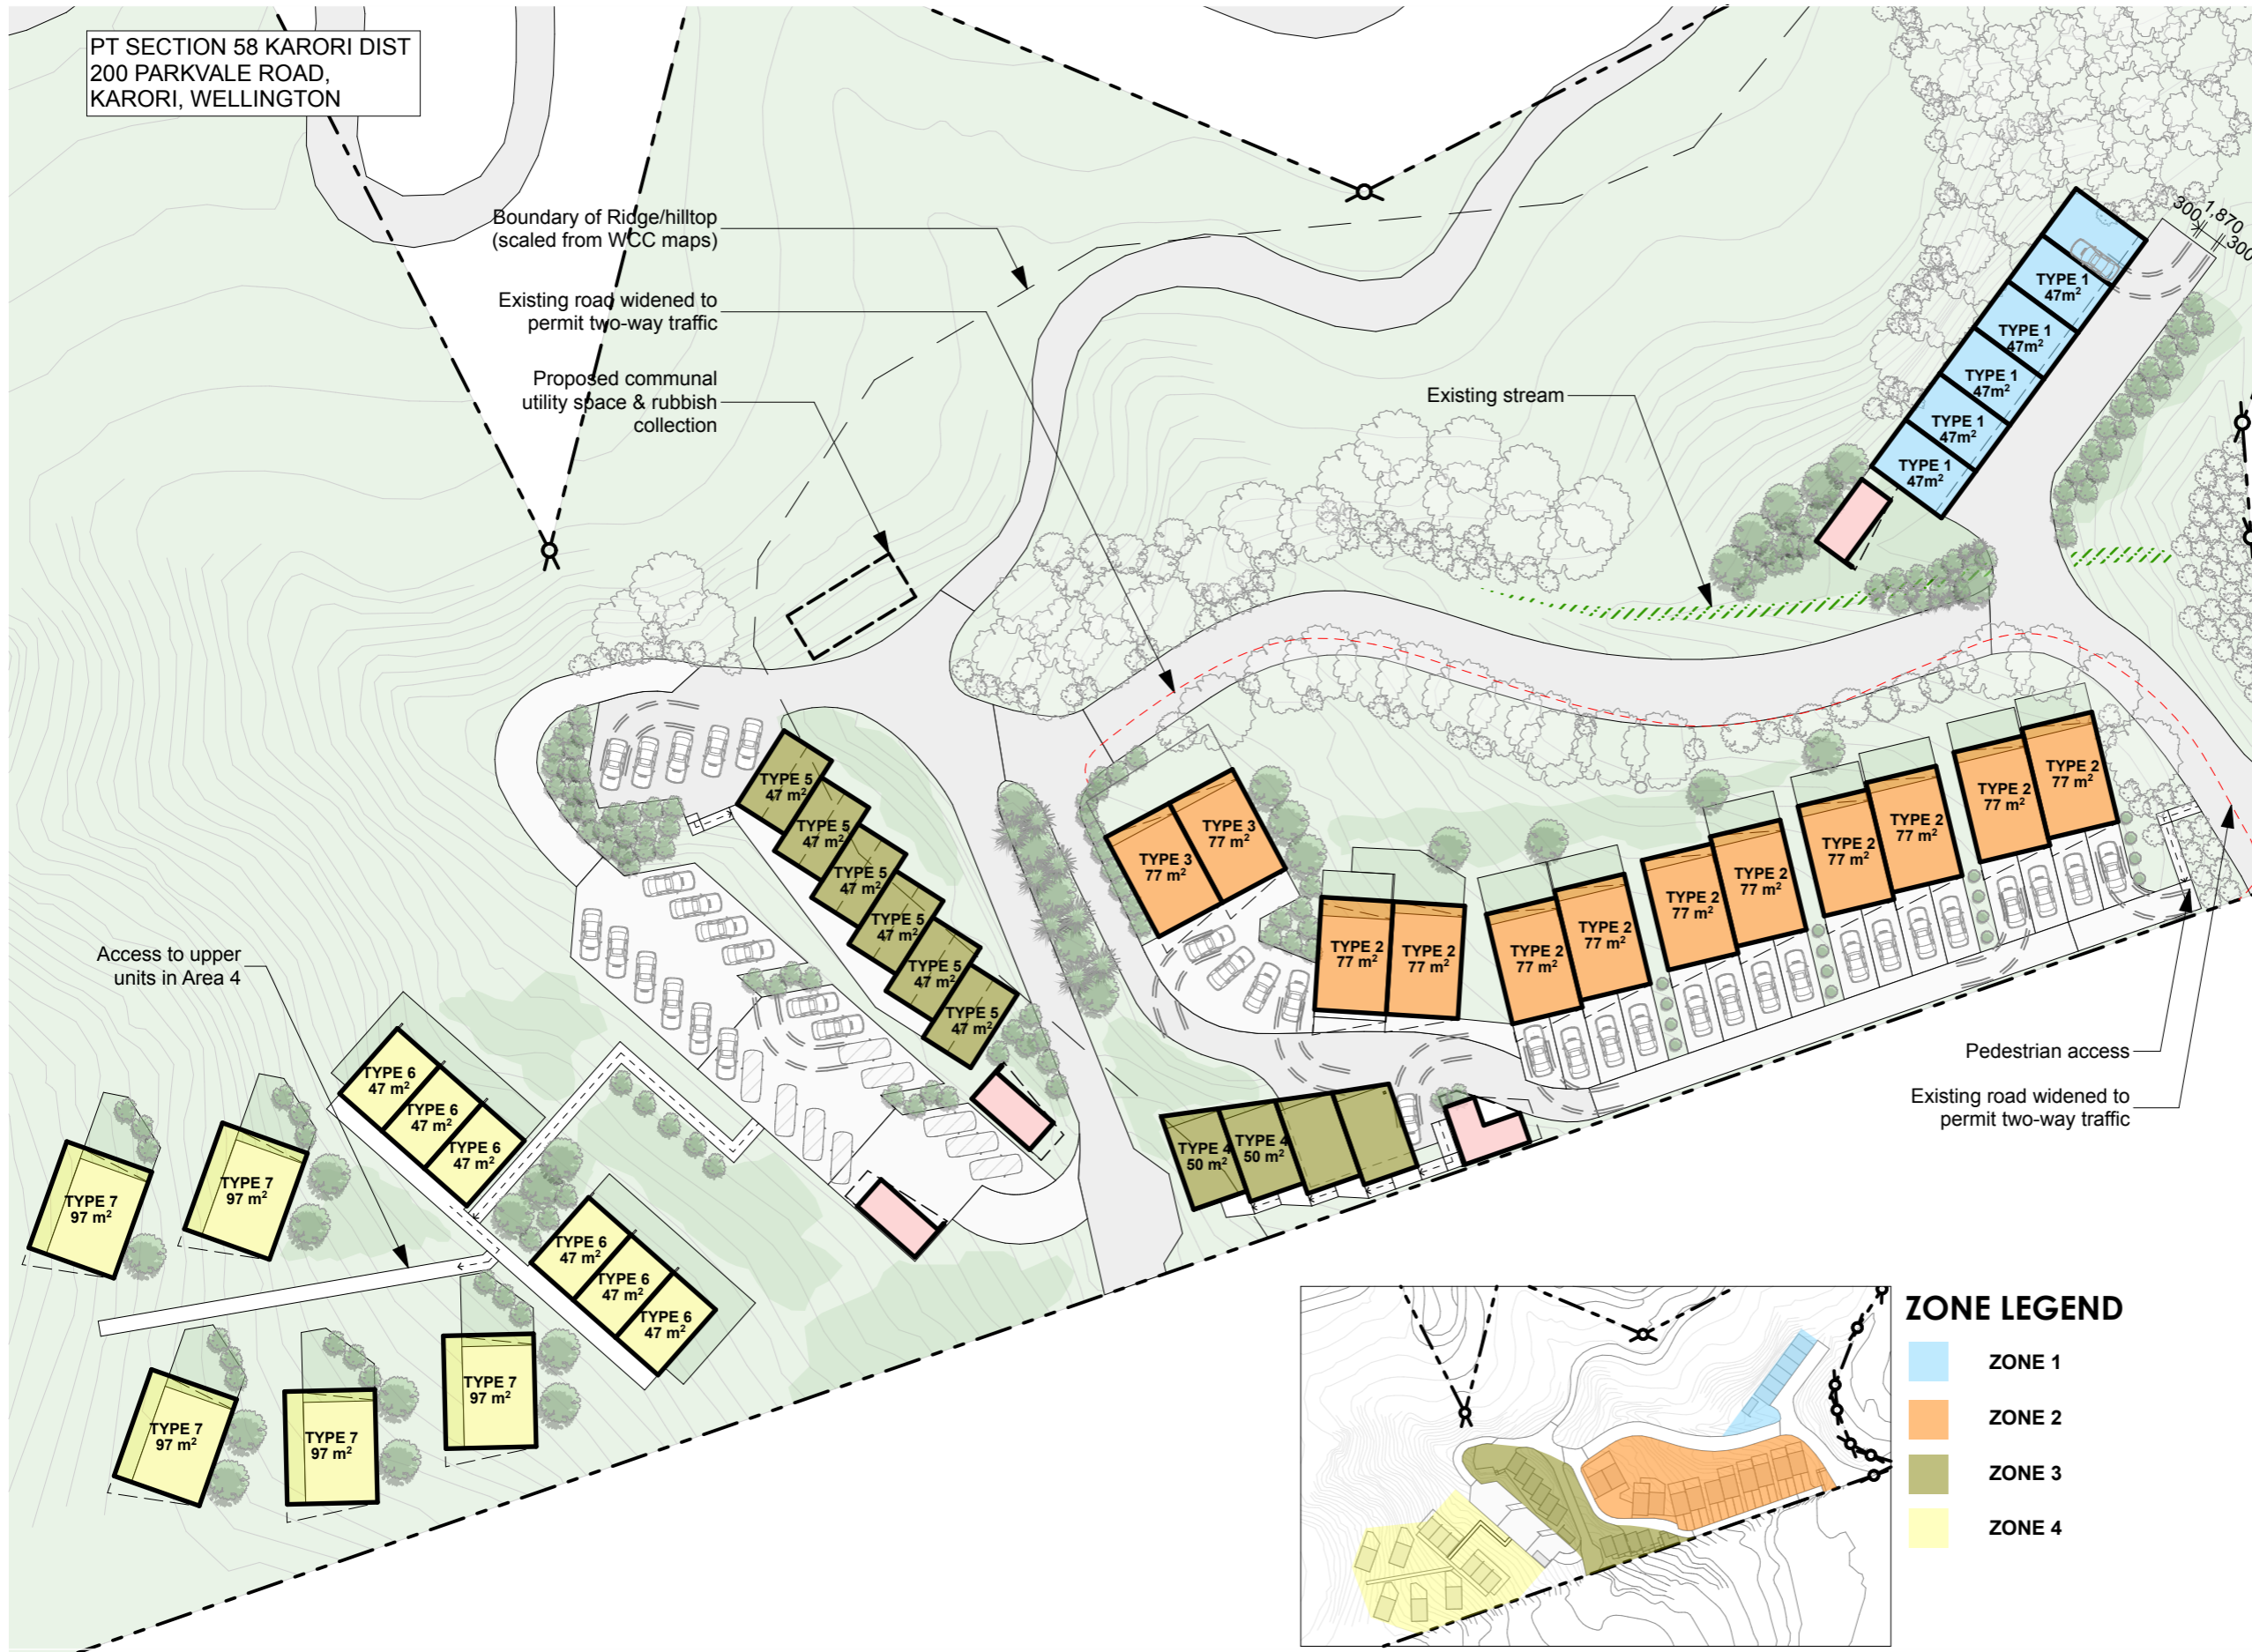 PT SECTION 58 KARORI DIST
200 PARKVALE ROAD,
KARORI, WELLINGTON
Boundary of Ridge/hilltop
(scaled from WCC maps)
Existing road widened to
permit two-way traffic
Proposed communal
utility space & rubbish
collection
Existing stream
300
1,870
300
TYPE 1
47m²
TYPE 1
47m²
TYPE 1
47m²
TYPE 1
47m²
TYPE 1
47m²
TYPE 5
47 m²
TYPE 5
47 m²
TYPE 5
47 m²
TYPE 5
47 m²
TYPE 5
47 m²
TYPE 5
47 m²
TYPE 3
77 m²
TYPE 3
77 m²
TYPE 2
77 m²
TYPE 2
77 m²
TYPE 2
77 m²
TYPE 2
77 m²
TYPE 2
77 m²
TYPE 2
77 m²
TYPE 2
77 m²
TYPE 2
77 m²
TYPE 2
77 m²
TYPE 2
77 m²
Access to upper
units in Area 4
Pedestrian access
Existing road widened to
permit two-way traffic
TYPE 4
50 m²
TYPE 4
50 m²
TYPE 6
47 m²
TYPE 6
47 m²
TYPE 6
47 m²
TYPE 6
47 m²
TYPE 6
47 m²
TYPE 6
47 m²
TYPE 7
97 m²
TYPE 7
97 m²
TYPE 7
97 m²
TYPE 7
97 m²
TYPE 7
97 m²
ZONE LEGEND
ZONE 1
ZONE 2
ZONE 3
ZONE 4